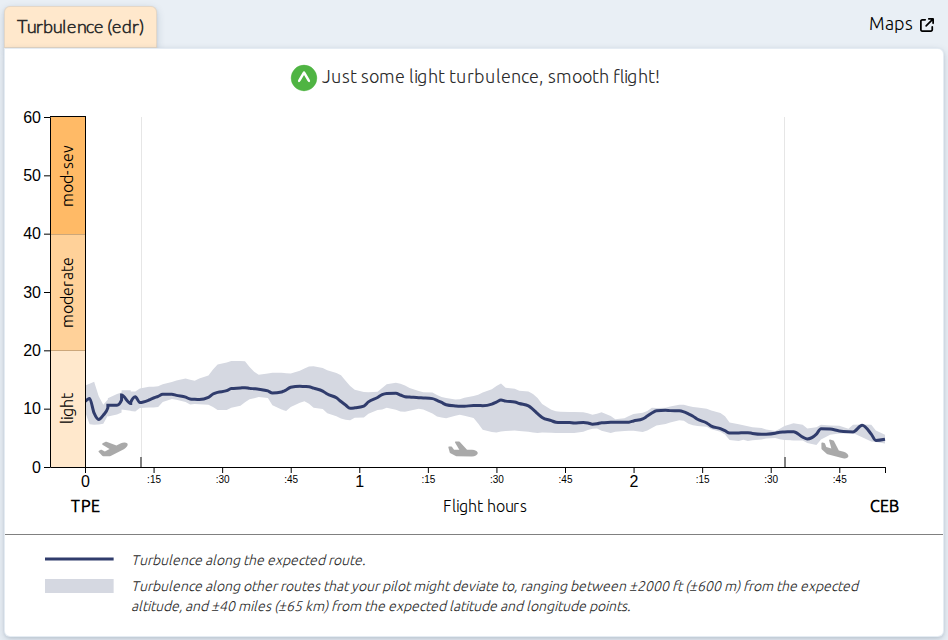 Turbulence (edr)
Maps
Just some light turbulence, smooth flight!
60
50
40
30
20
10
0
mod-sev
moderate
light
0 :15 :30 :45 1 :15 :30 :45 2 :15 :30 :45
TPE Flight hours CEB
Turbulence along the expected route.
Turbulence along other routes that your pilot might deviate to, ranging between ±2000 ft (±600 m) from the expected
altitude, and ±40 miles (±65 km) from the expected latitude and longitude points.